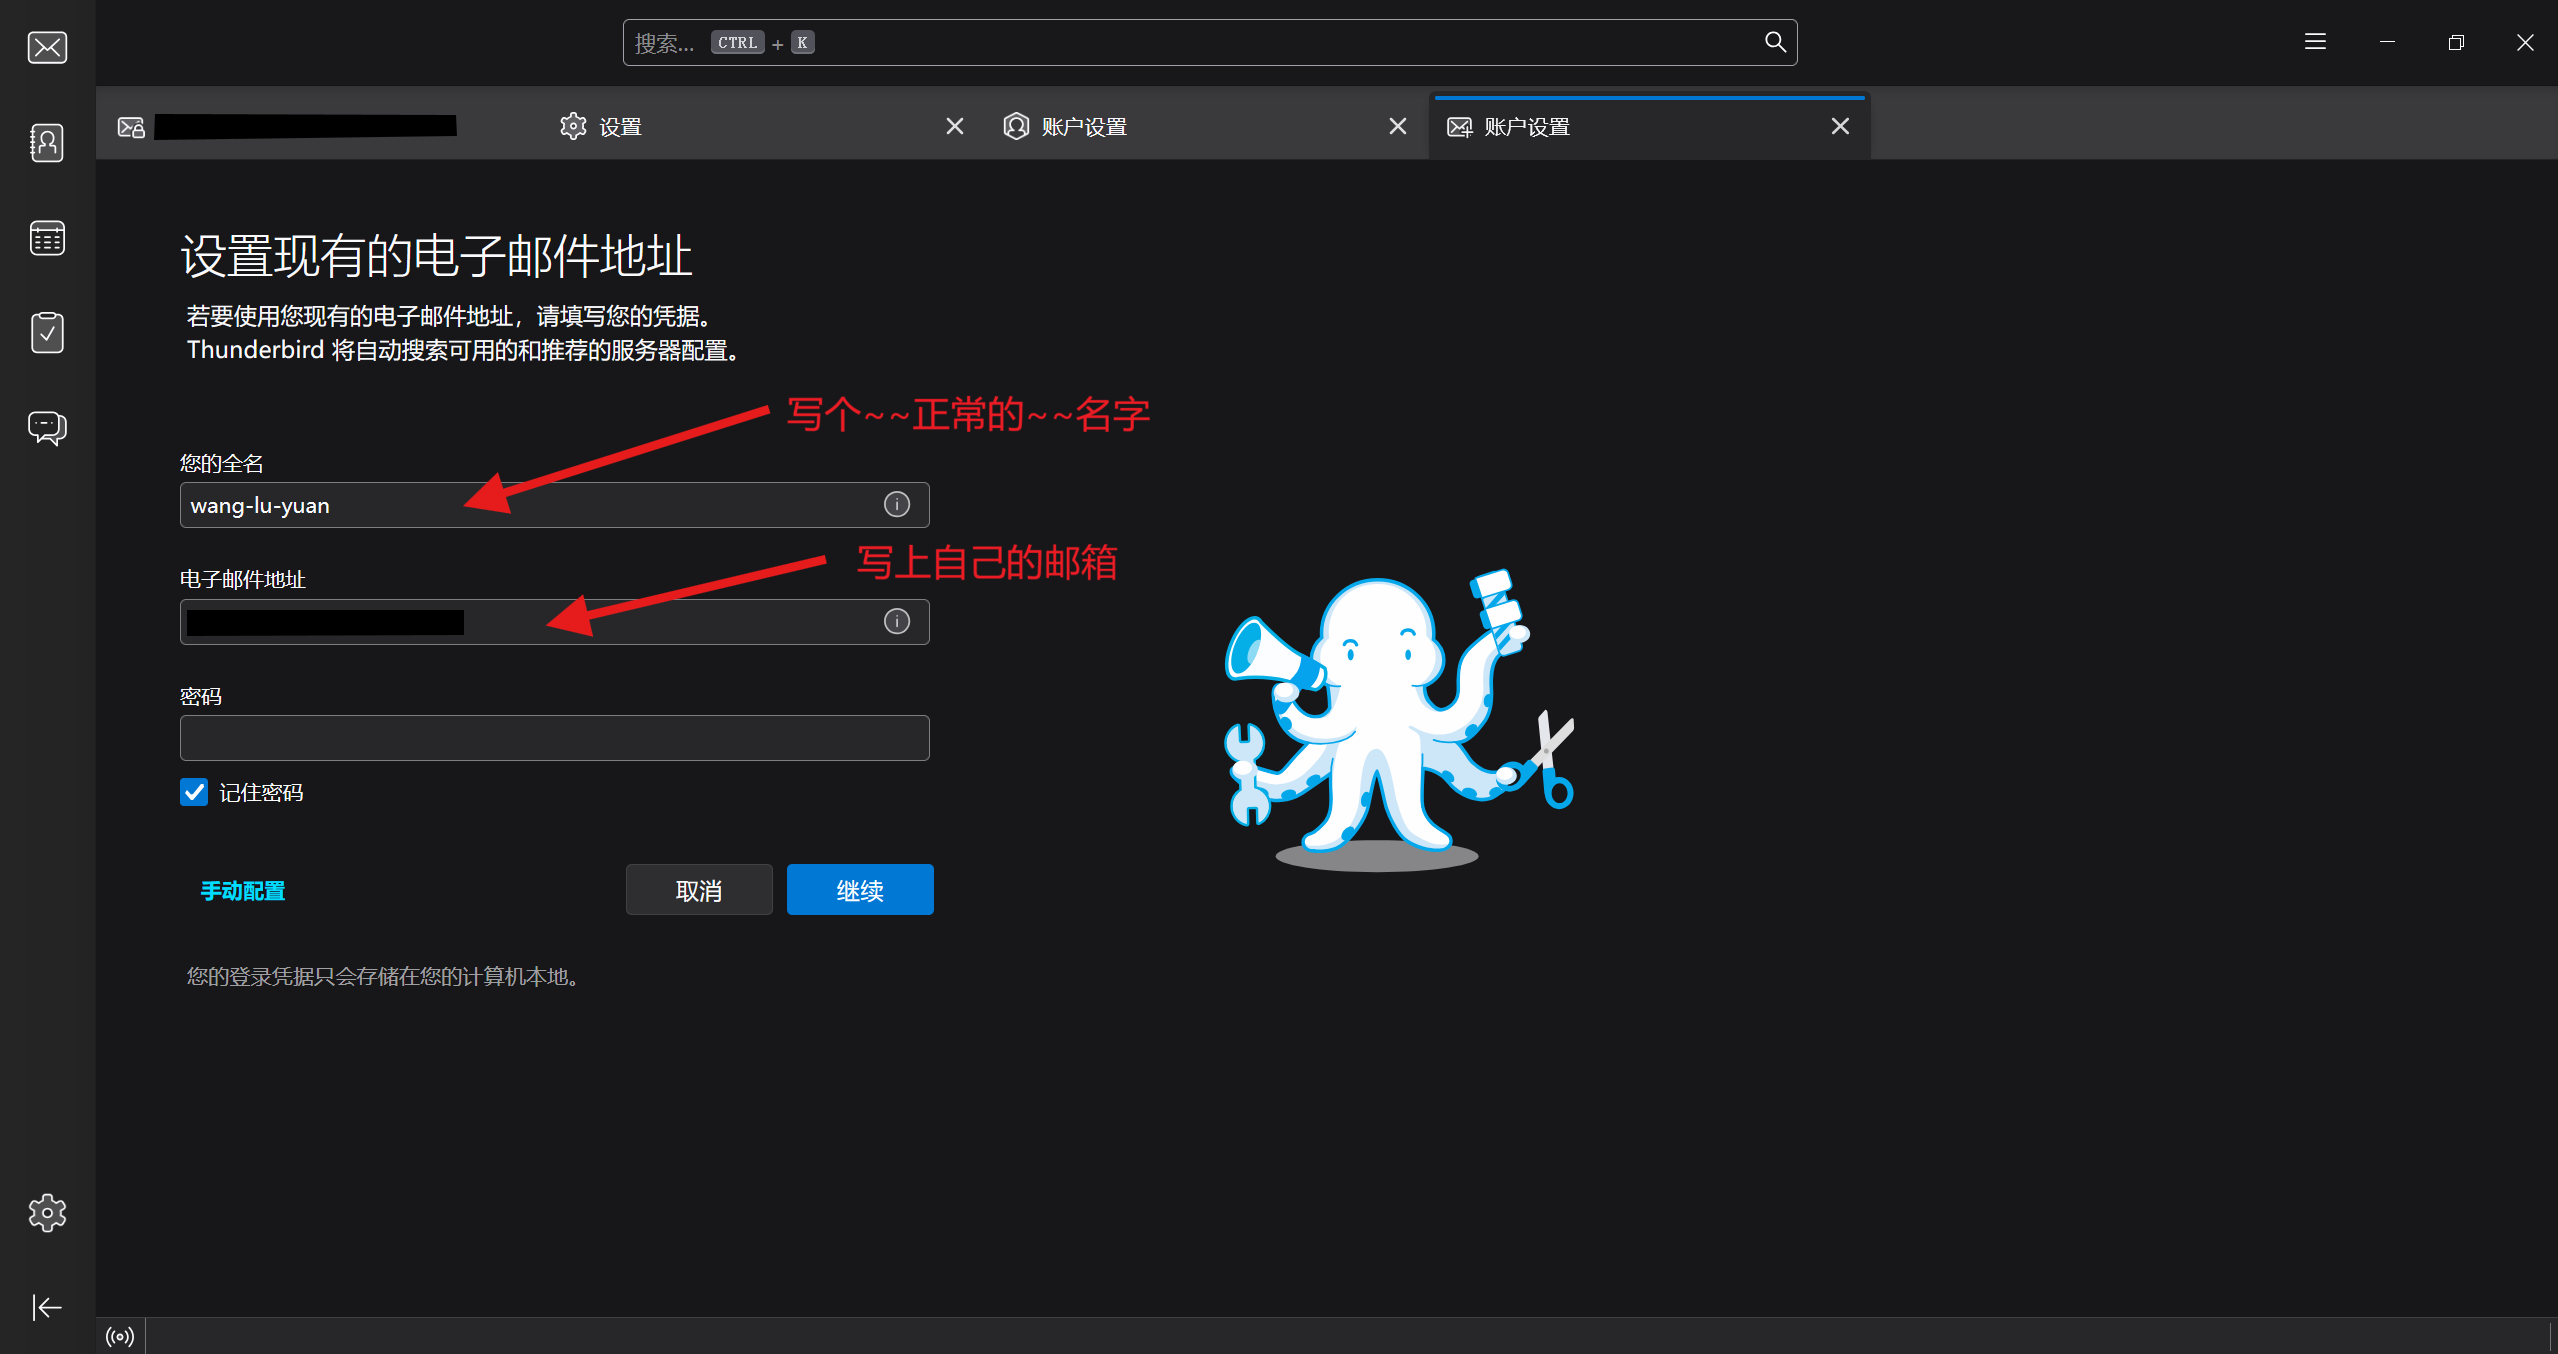 搜索... CTRL + K
设置
账户设置
账户设置
设置现有的电子邮件地址
若要使用您现有的电子邮件地址，请填写您的凭据。
Thunderbird 将自动搜索可用的和推荐的服务器配置。
写个~~正常的~~名字
您的全名
wang-lu-yuan
写上自己的邮箱
电子邮件地址
密码
记住密码
手动配置
取消
继续
您的登录凭据只会存储在您的计算机本地。